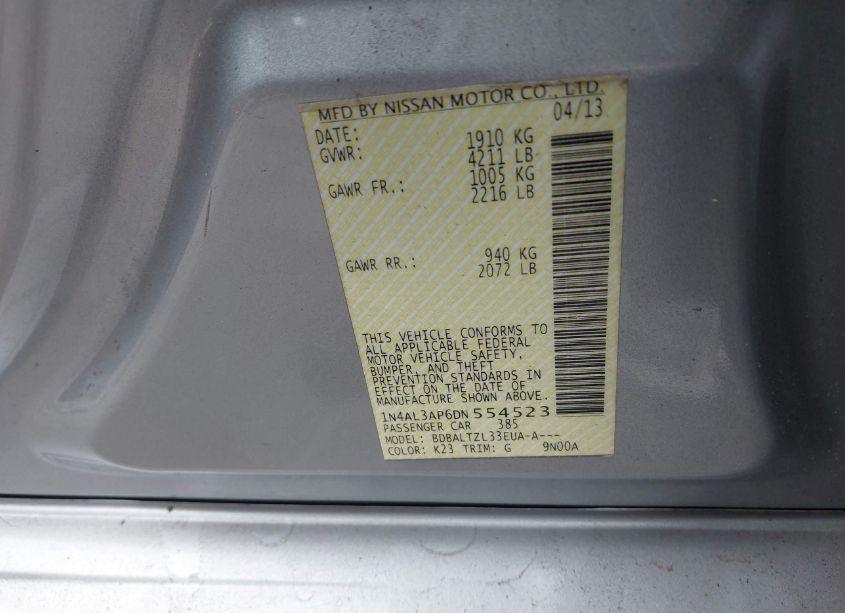 MFD BY NISSAN MOTOR CO., LTD.
DATE: 04/13
GVWR: 1910 KG
4211 LB
GAWR FR.: 1005 KG
2216 LB
GAWR RR.: 940 KG
2072 LB
THIS VEHICLE CONFORMS TO
ALL APPLICABLE FEDERAL
MOTOR VEHICLE SAFETY,
BUMPER, AND THEFT
PREVENTION STANDARDS IN
EFFECT ON THE DATE OF
MANUFACTURE SHOWN ABOVE.
1N4AL3AP6DN 554523
PASSENGER CAR 385
MODEL: BDBALTZL33EUA-A---
COLOR: K23 TRIM: G 9N00A